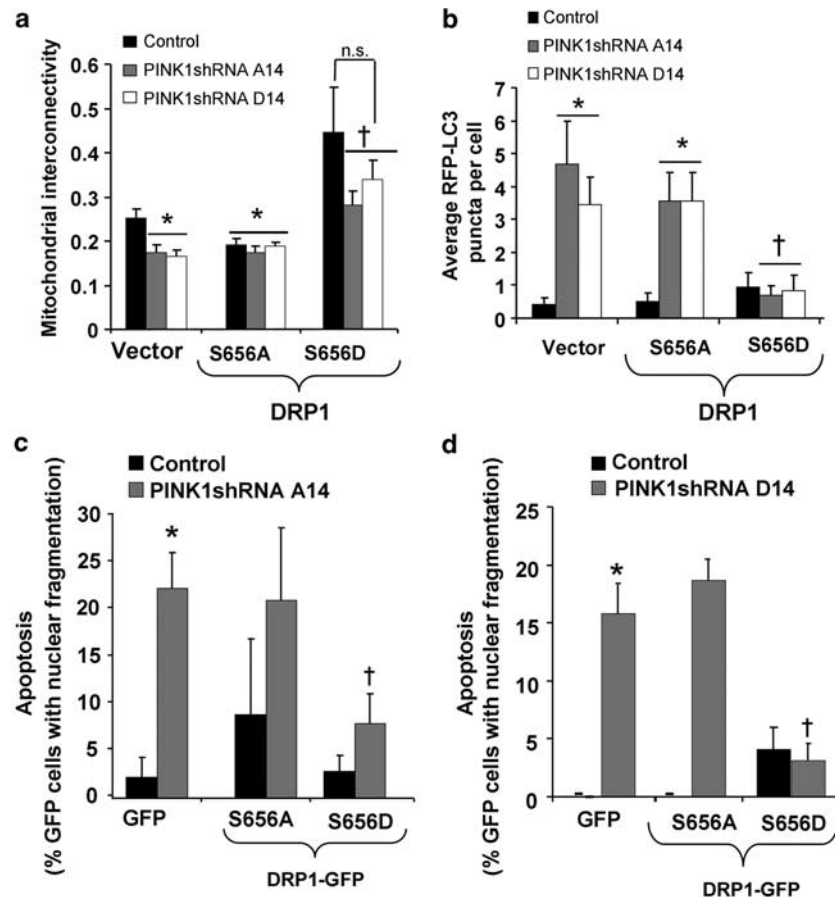 a
Control
PINK1shRNA A14
PINK1shRNA D14
n.s.
Mitochondrial interconnectivity
0.6
0.5
0.4
0.3
0.2
0.1
0
*
*
†
Vector
S656A
S656D
DRP1
b
Control
PINK1shRNA A14
PINK1shRNA D14
Average RFP-LC3
puncta per cell
7
6
5
4
3
2
1
0
*
*
†
Vector
S656A
S656D
DRP1
c
Control
PINK1shRNA A14
Apoptosis
(% GFP cells with nuclear fragmentation)
30
25
20
15
10
5
0
*
†
GFP
S656A
S656D
DRP1-GFP
d
Control
PINK1shRNA D14
Apoptosis
(% GFP cells with nuclear fragmentation)
25
20
15
10
5
0
*
†
GFP
S656A
S656D
DRP1-GFP